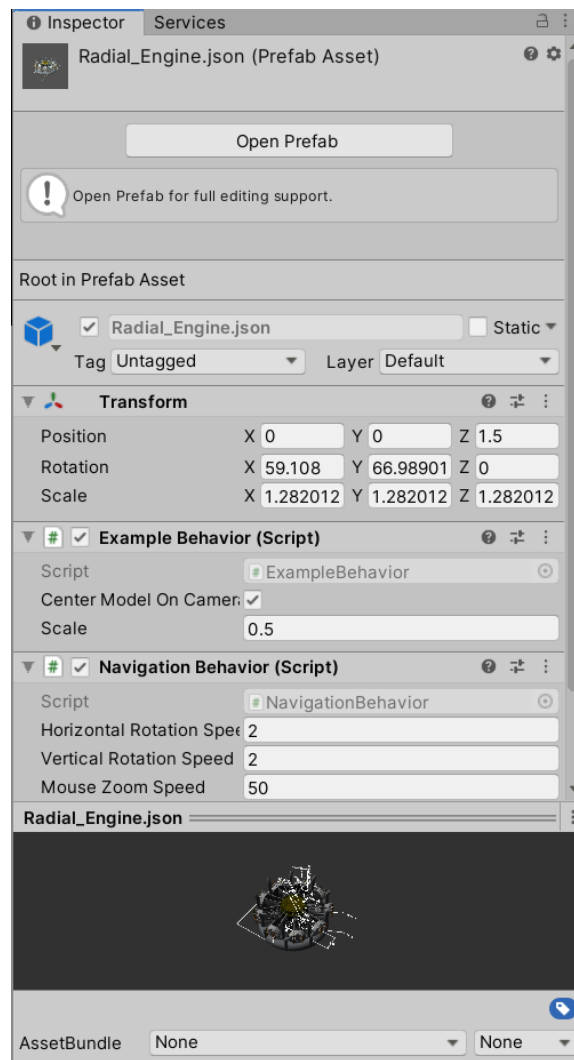 Inspector Services
Radial_Engine.json (Prefab Asset)
Open Prefab
Open Prefab for full editing support.
Root in Prefab Asset
Radial_Engine.json Static
Tag Untagged Layer Default
Transform
Position X 0 Y 0 Z 1.5
Rotation X 59.108 Y 66.98901 Z 0
Scale X 1.282012 Y 1.282012 Z 1.282012
# Example Behavior (Script)
Script # ExampleBehavior
Center Model On Camera
Scale 0.5
# Navigation Behavior (Script)
Script # NavigationBehavior
Horizontal Rotation Spee 2
Vertical Rotation Speed 2
Mouse Zoom Speed 50
Radial_Engine.json
AssetBundle None None